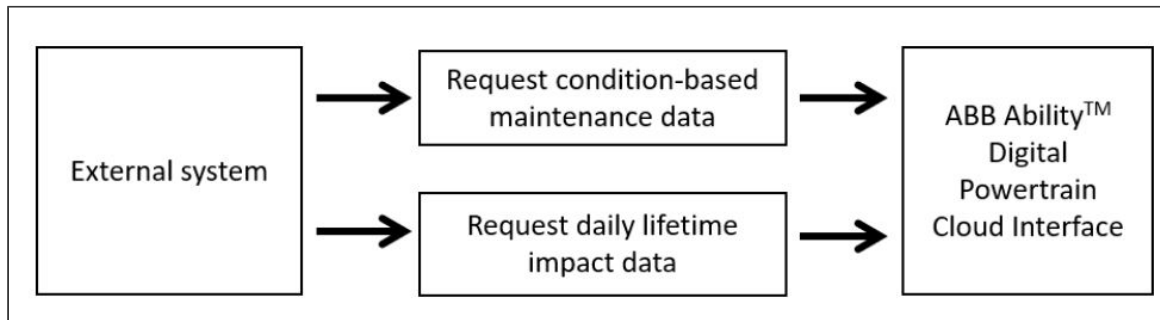 External system
Request condition-based
maintenance data
Request daily lifetime
impact data
ABB Ability™
Digital
Powertrain
Cloud Interface